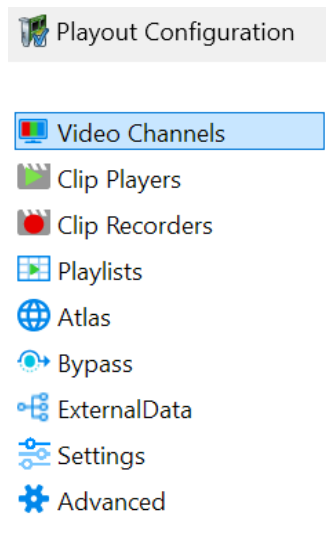 Playout Configuration
Video Channels
Clip Players
Clip Recorders
Playlists
Atlas
Bypass
ExternalData
Settings
Advanced